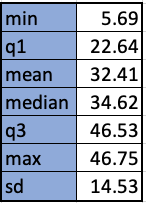 min 5.69
q1 22.64
mean 32.41
median 34.62
q3 46.53
max 46.75
sd 14.53